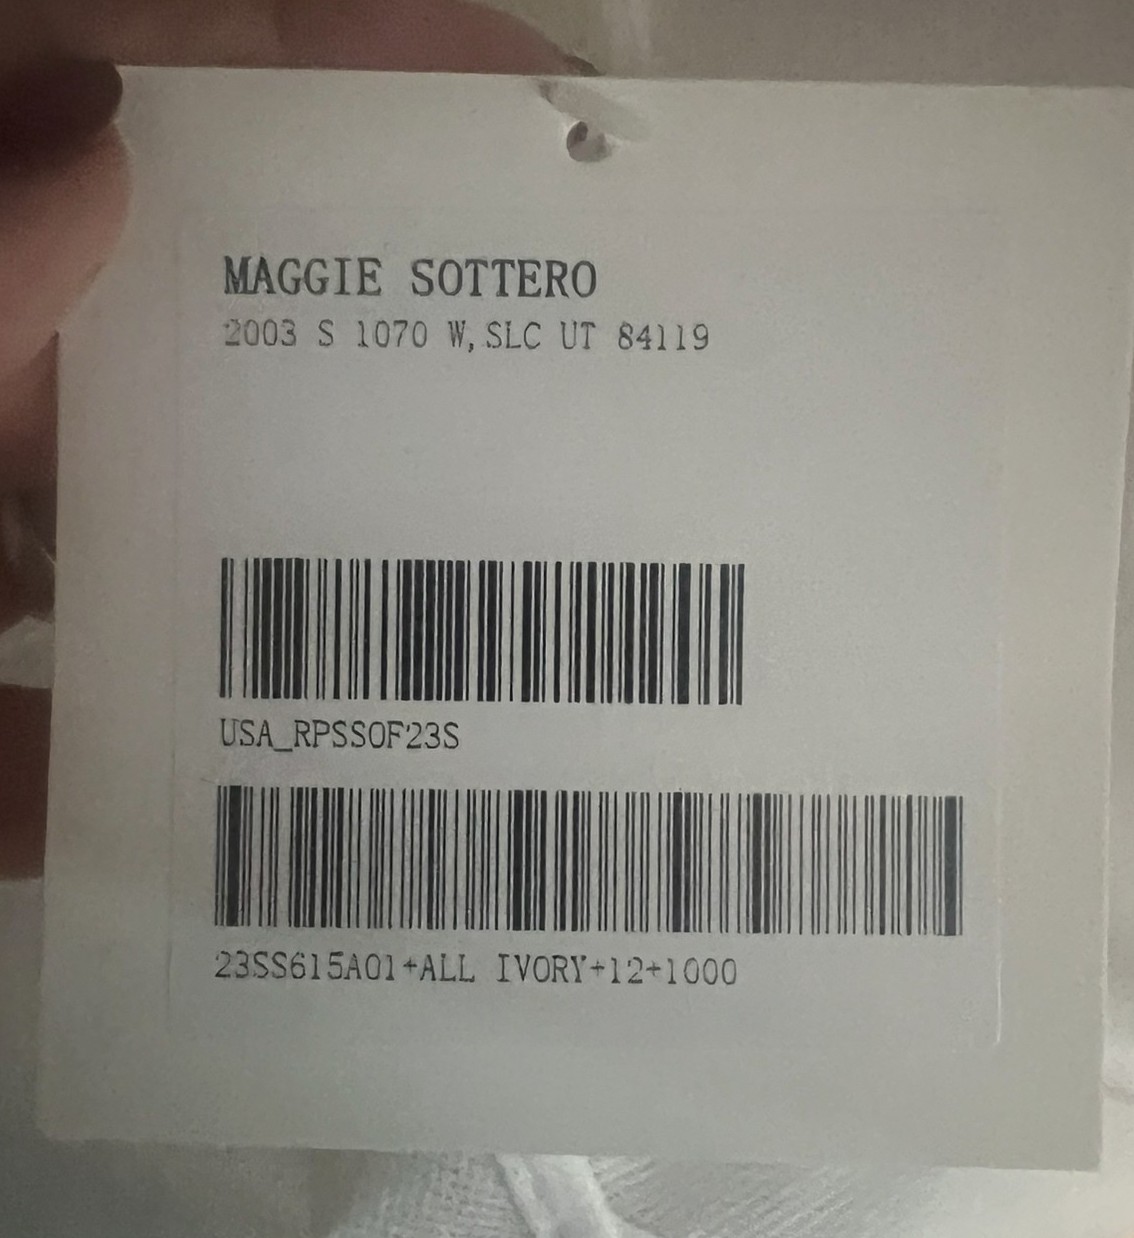 MAGGIE SOTTERO
2003 S 1070 W, SLC UT 84119
USA_RPSSOF23S
23SS615A01+ALL IVORY+12+1000